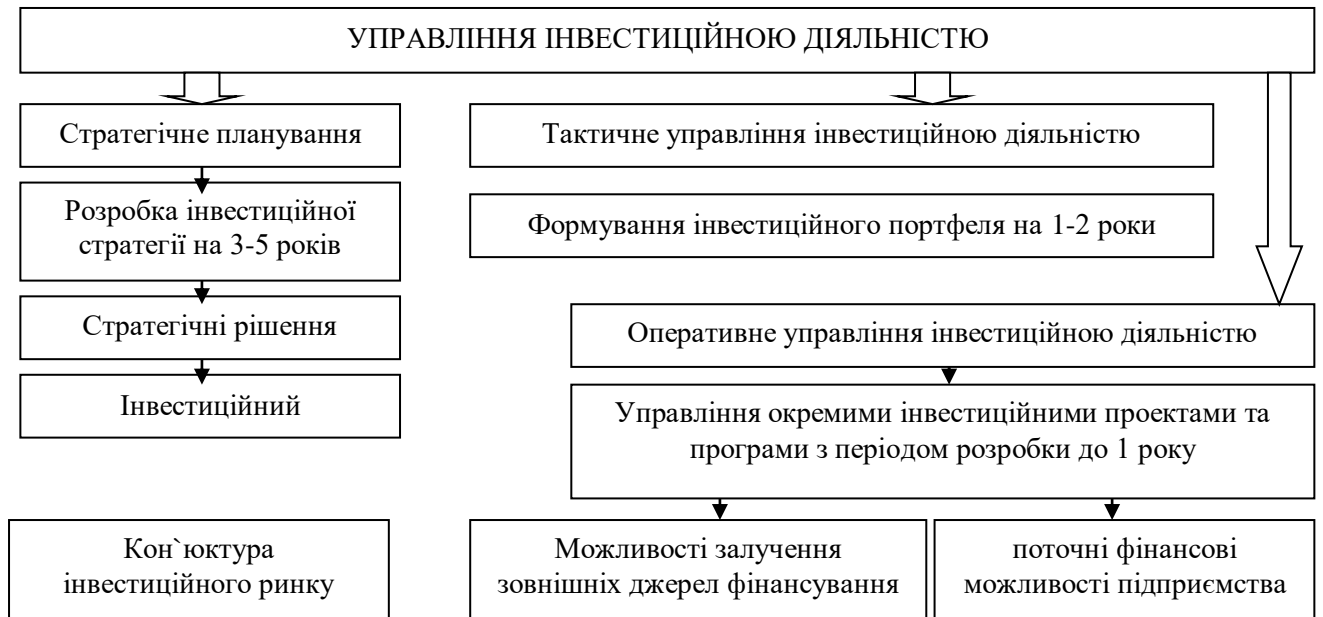 УПРАВЛІННЯ ІНВЕСТИЦІЙНОЮ ДІЯЛЬНІСТЮ
Стратегічне планування
Тактичне управління інвестиційною діяльністю
Розробка інвестиційної
стратегії на 3-5 років
Формування інвестиційного портфеля на 1-2 роки
Стратегічні рішення
Оперативне управління інвестиційною діяльністю
Інвестиційний
Управління окремими інвестиційними проектами та
програми з періодом розробки до 1 року
Кон`юктура
інвестиційного ринку
Можливості залучення
зовнішніх джерел фінансування
поточні фінансові
можливості підприємства